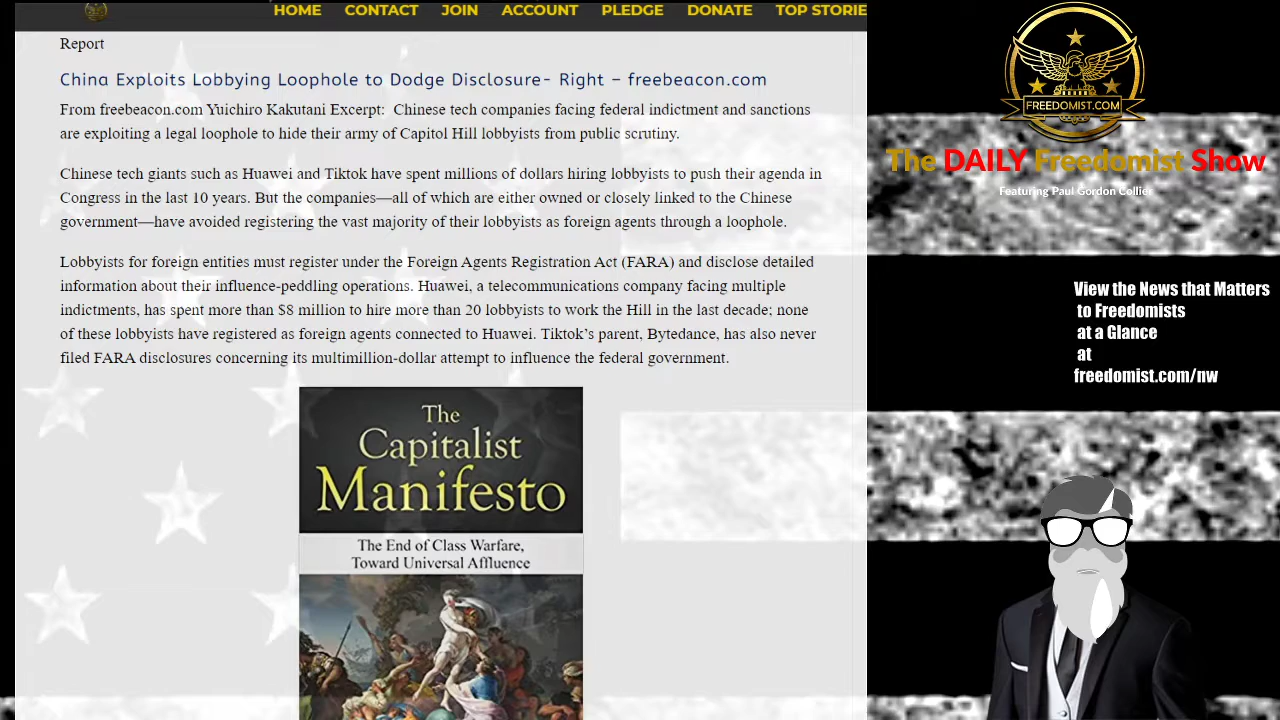 HOME CONTACT JOIN ACCOUNT PLEDGE DONATE TOP STORIE
Report
China Exploits Lobbying Loophole to Dodge Disclosure- Right – freebeacon.com
From freebeacon.com Yuichiro Kakutani Excerpt: Chinese tech companies facing federal indictment and sanctions
are exploiting a legal loophole to hide their army of Capitol Hill lobbyists from public scrutiny.
Chinese tech giants such as Huawei and Tiktok have spent millions of dollars hiring lobbyists to push their agenda in
Congress in the last 10 years. But the companies—all of which are either owned or closely linked to the Chinese
government—have avoided registering the vast majority of their lobbyists as foreign agents through a loophole.
Lobbyists for foreign entities must register under the Foreign Agents Registration Act (FARA) and disclose detailed
information about their influence-peddling operations. Huawei, a telecommunications company facing multiple
indictments, has spent more than $8 million to hire more than 20 lobbyists to work the Hill in the last decade; none
of these lobbyists have registered as foreign agents connected to Huawei. Tiktok’s parent, Bytedance, has also never
filed FARA disclosures concerning its multimillion-dollar attempt to influence the federal government.
The
Capitalist
Manifesto
The End of Class Warfare,
Toward Universal Affluence
FREEDOMIST.COM
The DAILY Freedomist Show
Featuring Paul Gordon Collier
View the News that Matters
to Freedomists
at a Glance
at
freedomist.com/nw